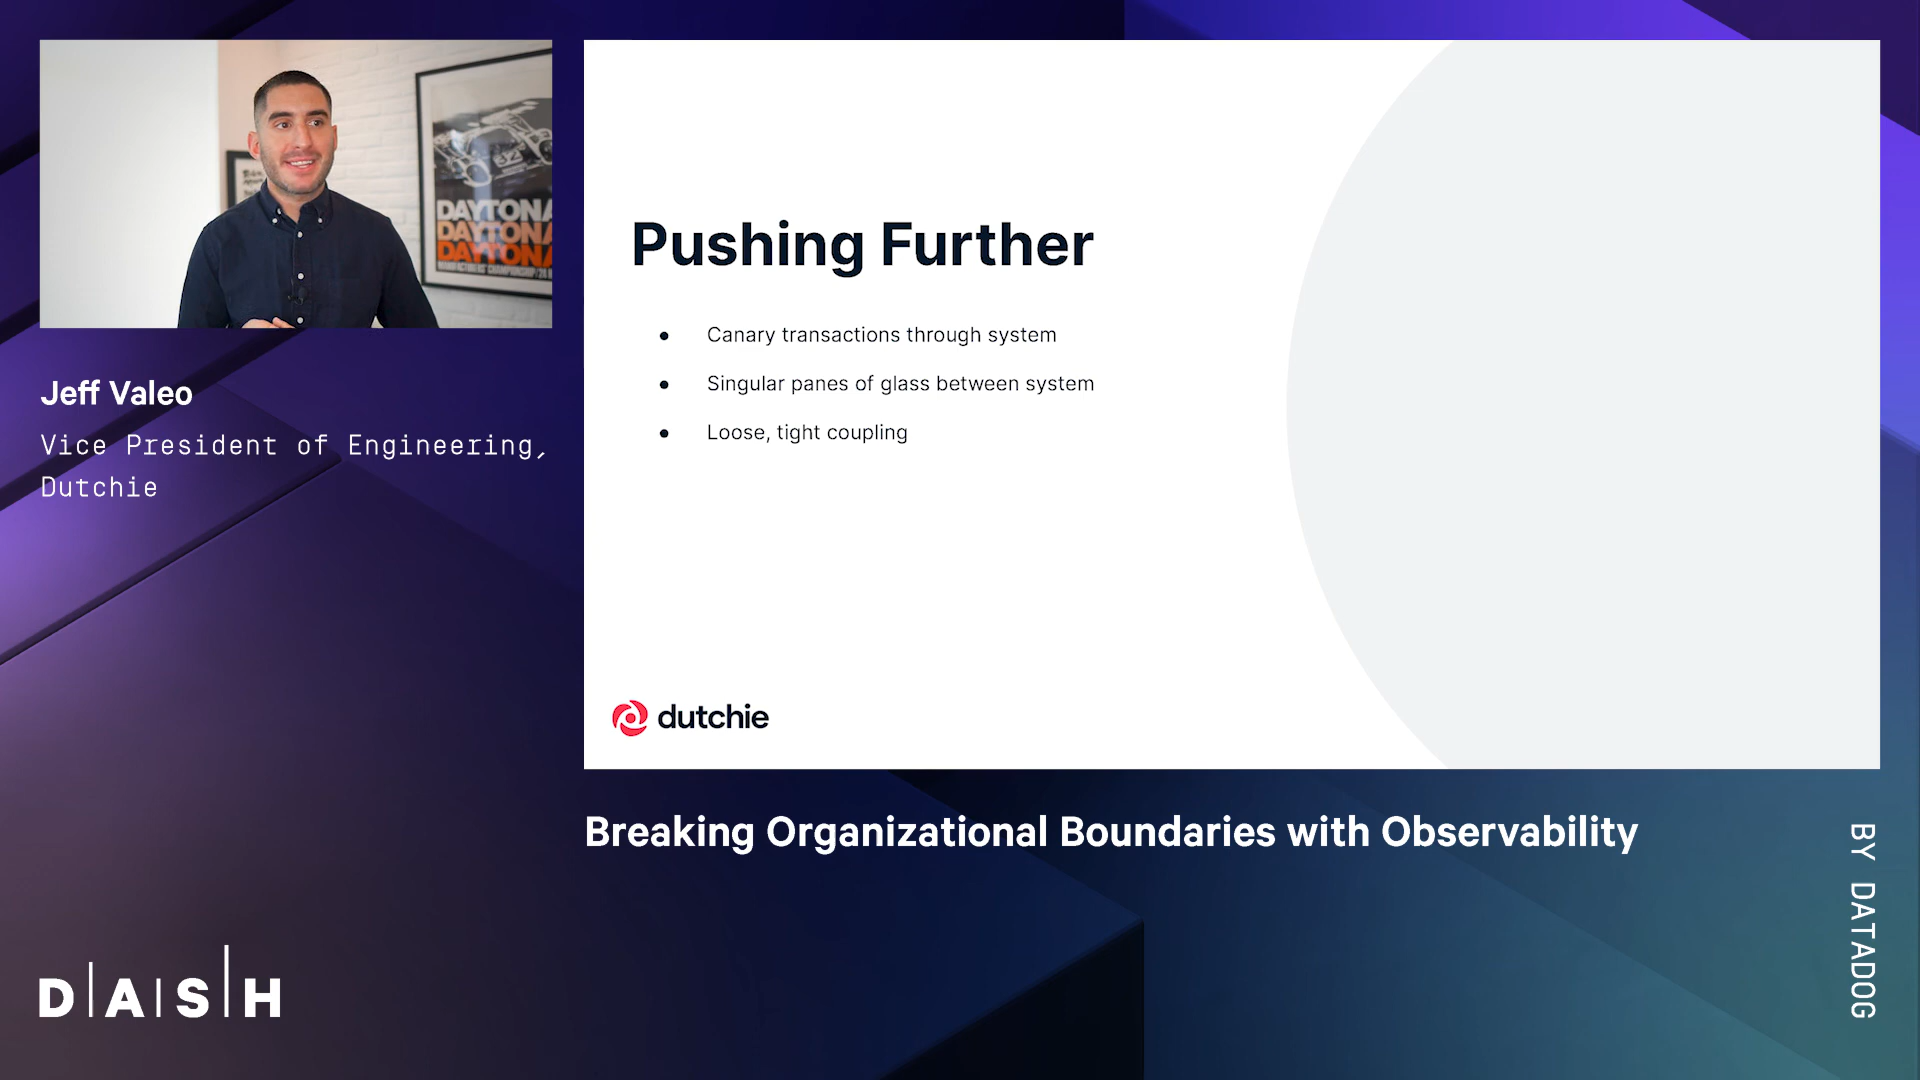 DAYTONA
DAYTONA
DAYTONA
32
Jeff Valeo
Vice President of Engineering,
Dutchie
Pushing Further
• Canary transactions through system
• Singular panes of glass between system
• Loose, tight coupling
dutchie
Breaking Organizational Boundaries with Observability
DASH
BY DATADOG